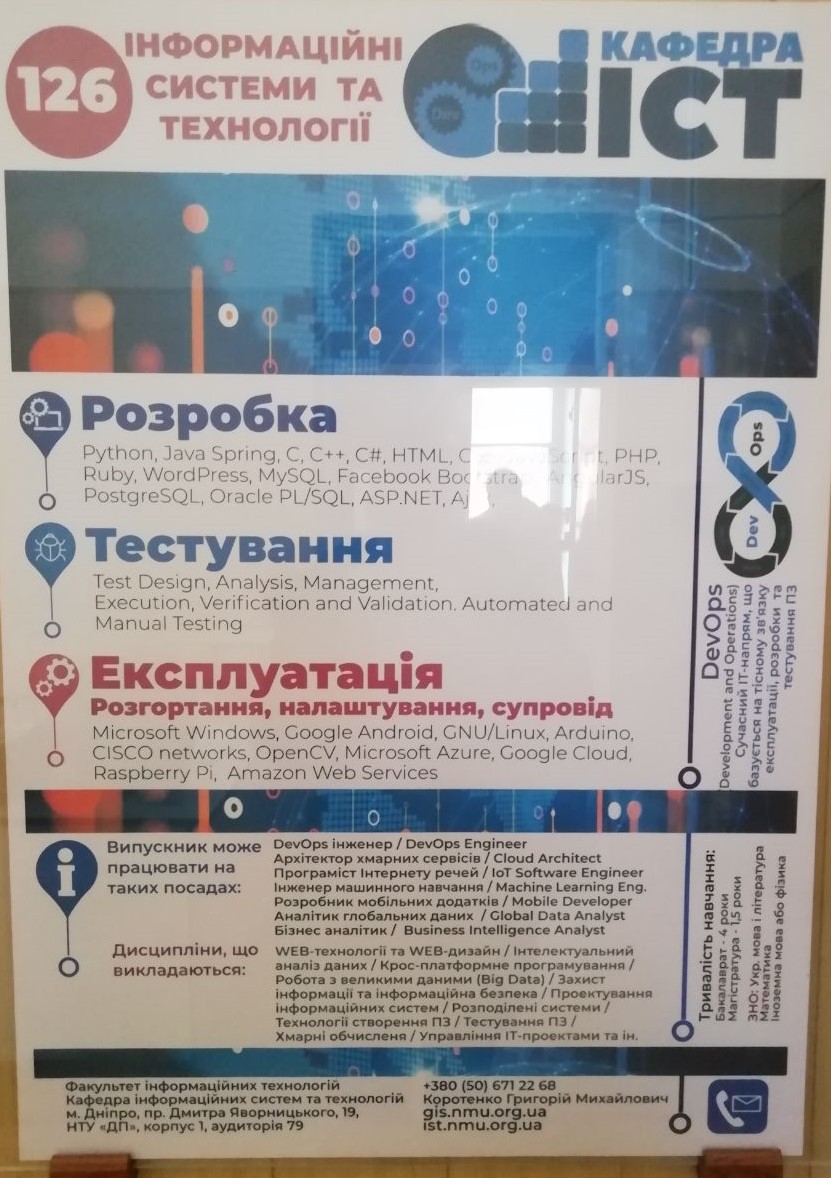 126
ІНФОРМАЦІЙНІ
СИСТЕМИ ТА
ТЕХНОЛОГІЇ
Ops
Dev
КАФЕДРА
ІСТ
Розробка
Python, Java Spring, C, C++, C#, HTML, PHP,
Ruby, WordPress, MySQL, Facebook Bootstrap, AngularJS,
PostgreSQL, Oracle PL/SQL, ASP.NET,
Тестування
Test Design, Analysis, Management,
Execution, Verification and Validation. Automated and
Manual Testing
Експлуатація
Розгортання, налаштування, супровід
Microsoft Windows, Google Android, GNU/Linux, Arduino,
CISCO networks, OpenCV, Microsoft Azure, Google Cloud,
Raspberry Pi, Amazon Web Services
Ops
Dev
DevOps
(Development and Operations)
Сучасний ІТ-напрям, що
базується на тісному зв'язку
експлуатації, розробки та
тестування ПЗ
Випускник може
працювати на
таких посадах:
DevOps інженер / DevOps Engineer
Архітектор хмарних сервісів / Cloud Architect
Програміст Інтернету речей / IoT Software Engineer
Інженер машинного навчання / Machine Learning Eng.
Розробник мобільних додатків / Mobile Developer
Аналітик глобальних даних / Global Data Analyst
Бізнес аналітик / Business Intelligence Analyst
Дисципліни, що
викладаються:
WEB-технології та WEB-дизайн / Інтелектуальний
аналіз даних / Крос-платформне програмування /
Робота з великими даними (Big Data) / Захист
інформації та інформаційна безпека / Проектування
інформаційних систем / Розподілені системи /
Технології створення ПЗ / Тестування ПЗ /
Хмарні обчисленя / Управління ІТ-проектами та ін.
Тривалість навчання:
Бакалаврат - 4 роки
Магістратура - 1,5 роки
ЗНО: Укр. мова і література
Математика
Іноземна мова або фізика
Факультет інформаційних технологій
Кафедра інформаційних систем та технологій
м. Дніпро, пр. Дмитра Яворницького, 19,
НТУ «ДП», корпус 1, аудиторія 79
+380 (50) 671 22 68
Коротенко Григорій Михайлович
gis.nmu.org.ua
ist.nmu.org.ua